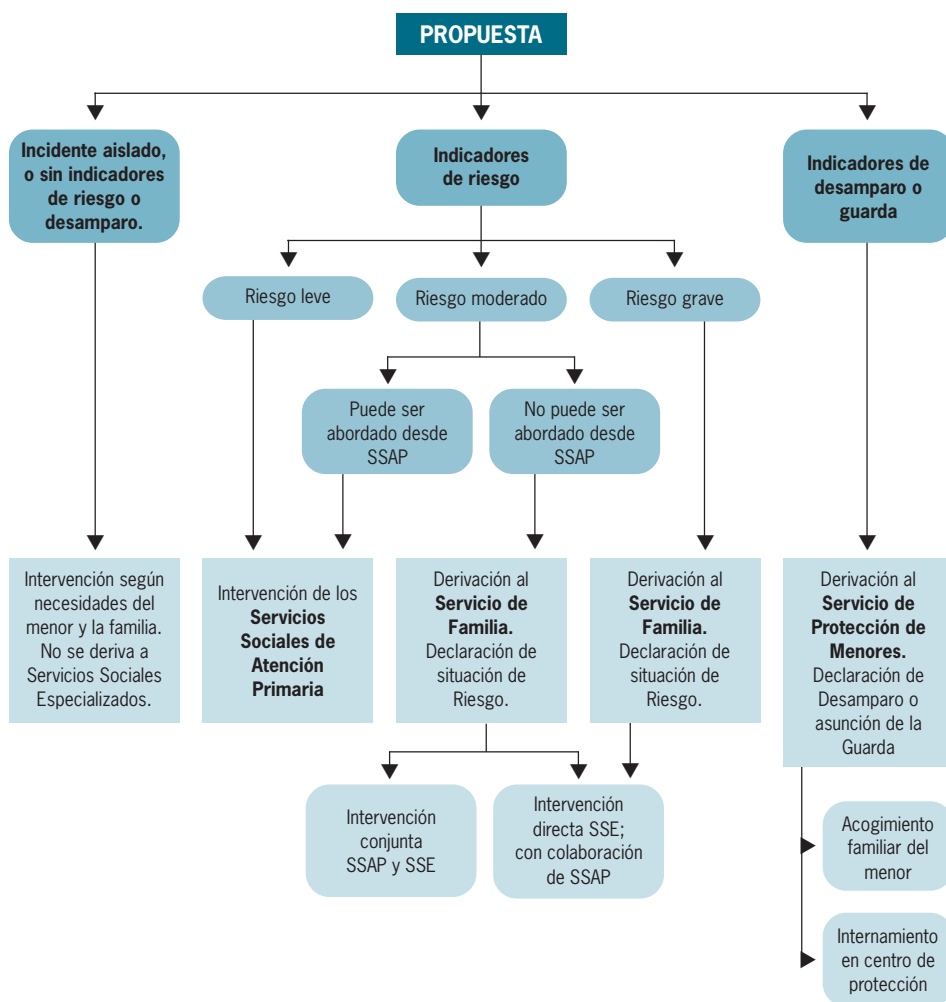 PROPUESTA
Incidente aislado,
o sin indicadores
de riesgo o
desamparo.
Indicadores
de riesgo
Indicadores de
desamparo o
guarda
Riesgo leve
Riesgo moderado
Riesgo grave
Puede ser
abordado desde
SSAP
No puede ser
abordado desde
SSAP
Intervención según
necesidades del
menor y la familia.
No se deriva a
Servicios Sociales
Especializados.
Intervención de los
Servicios
Sociales de
Atención
Primaria
Derivación al
Servicio de
Familia.
Declaración de
situación de
Riesgo.
Derivación al
Servicio de
Familia.
Declaración de
situación de
Riesgo.
Derivación al
Servicio de
Protección de
Menores.
Declaración de
Desamparo o
asunción de la
Guarda
Intervención
conjunta
SSAP y SSE
Intervención
directa SSE;
con colaboración
de SSAP
Acogimiento
familiar del
menor
Internamiento
en centro de
protección